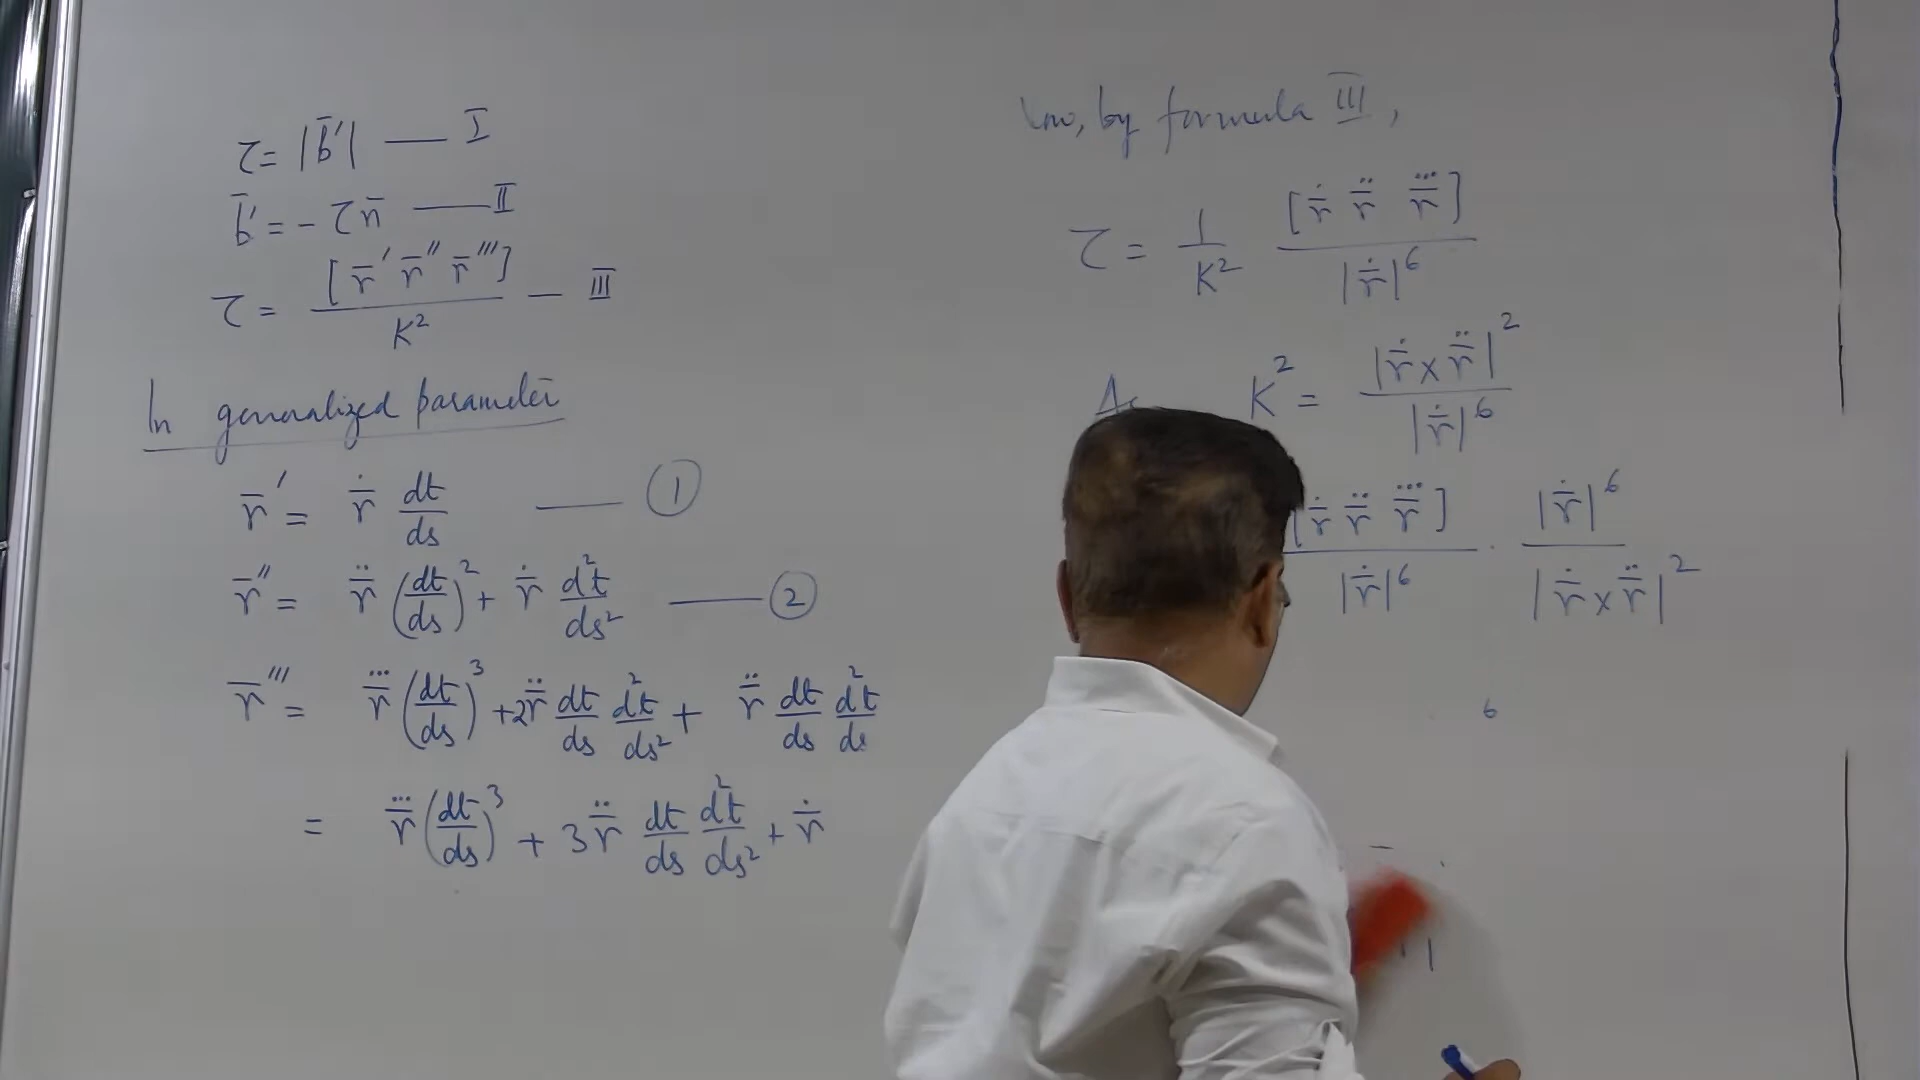 τ = |b̄′| — I
b̄′ = - τ n̄ — II
τ = [r̄′ r̄″ r̄‴] / K² — III
In generalized parameter
r̄′ = ṙ̄ dt/ds — ①
r̄″ = r̈̄ (dt/ds)² + ṙ̄ d²t/ds² — ②
r̄‴ = r⃛̄ (dt/ds)³ + 2r̈̄ dt/ds d²t/ds² + r̈̄ dt/ds d²t/ds
= r⃛̄ (dt/ds)³ + 3r̈̄ dt/ds d²t/ds² + ṙ̄
by formula III,
τ = 1/K² [ṙ̄ r̈̄ r⃛̄] / |ṙ̄|⁶
K² = |ṙ̄ × r̈̄|² / |ṙ̄|⁶
[ṙ̄ r̈̄ r⃛̄] / |ṙ̄|⁶ · |ṙ̄|⁶ / |ṙ̄ × r̈̄|²
6